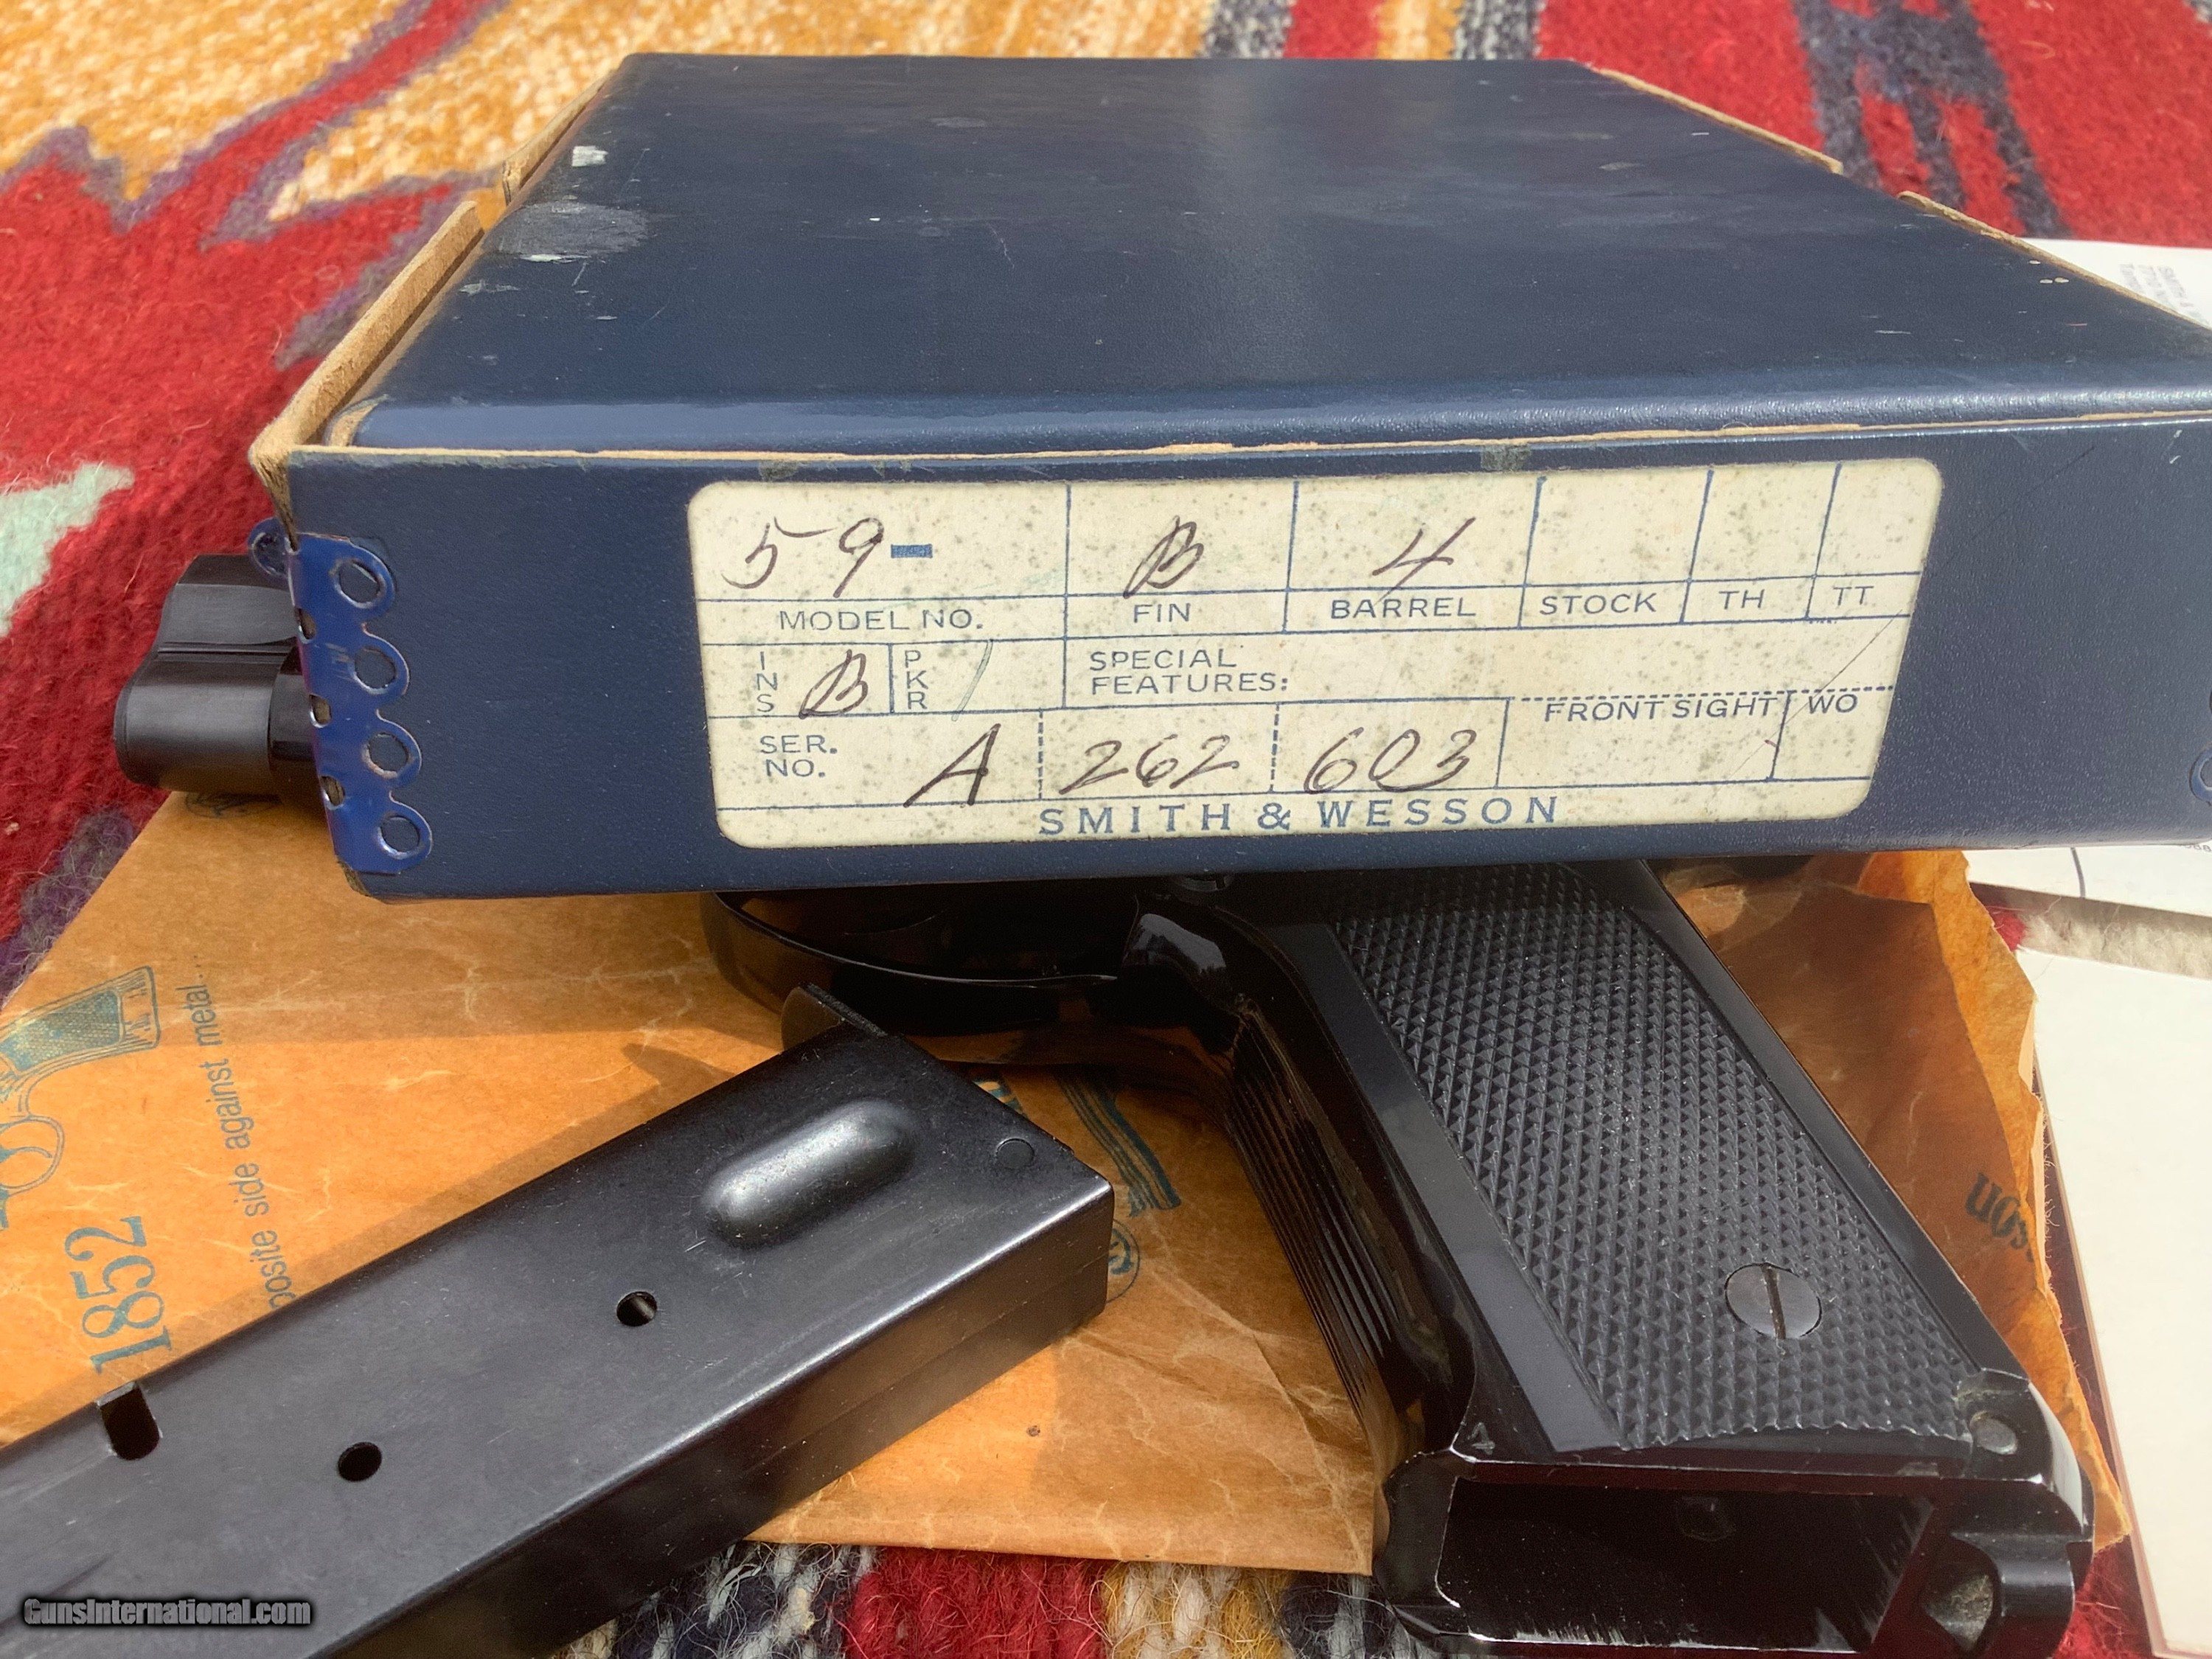 59-
B
4
MODEL NO.
FIN
BARREL
STOCK
TH
TT
INS
B
PKR
SPECIAL
FEATURES:
FRONT SIGHT
WO
SER.
NO.
A 262 603
SMITH & WESSON
1852
posite side against metal...
sson
GunsInternational.com